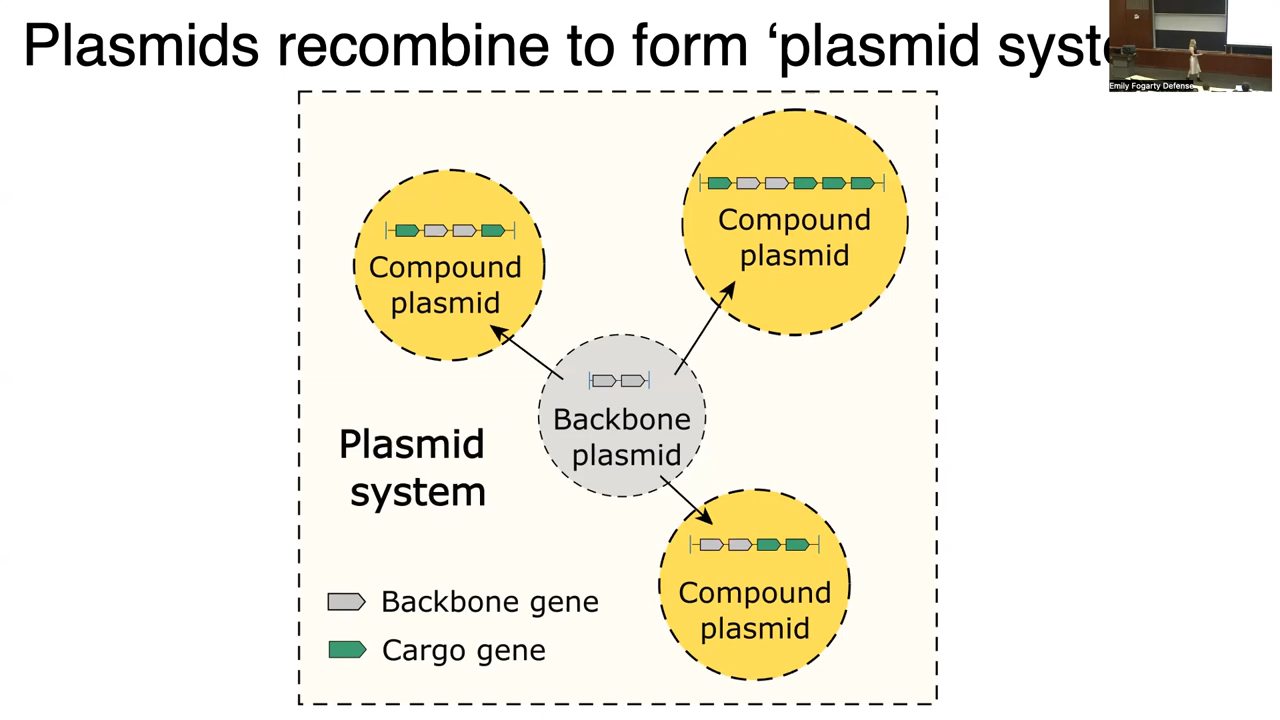 Plasmids recombine to form ‘plasmid syst
Emily Fogarty Defense
Compound
plasmid
Compound
plasmid
Backbone
plasmid
Plasmid
system
Compound
plasmid
Backbone gene
Cargo gene